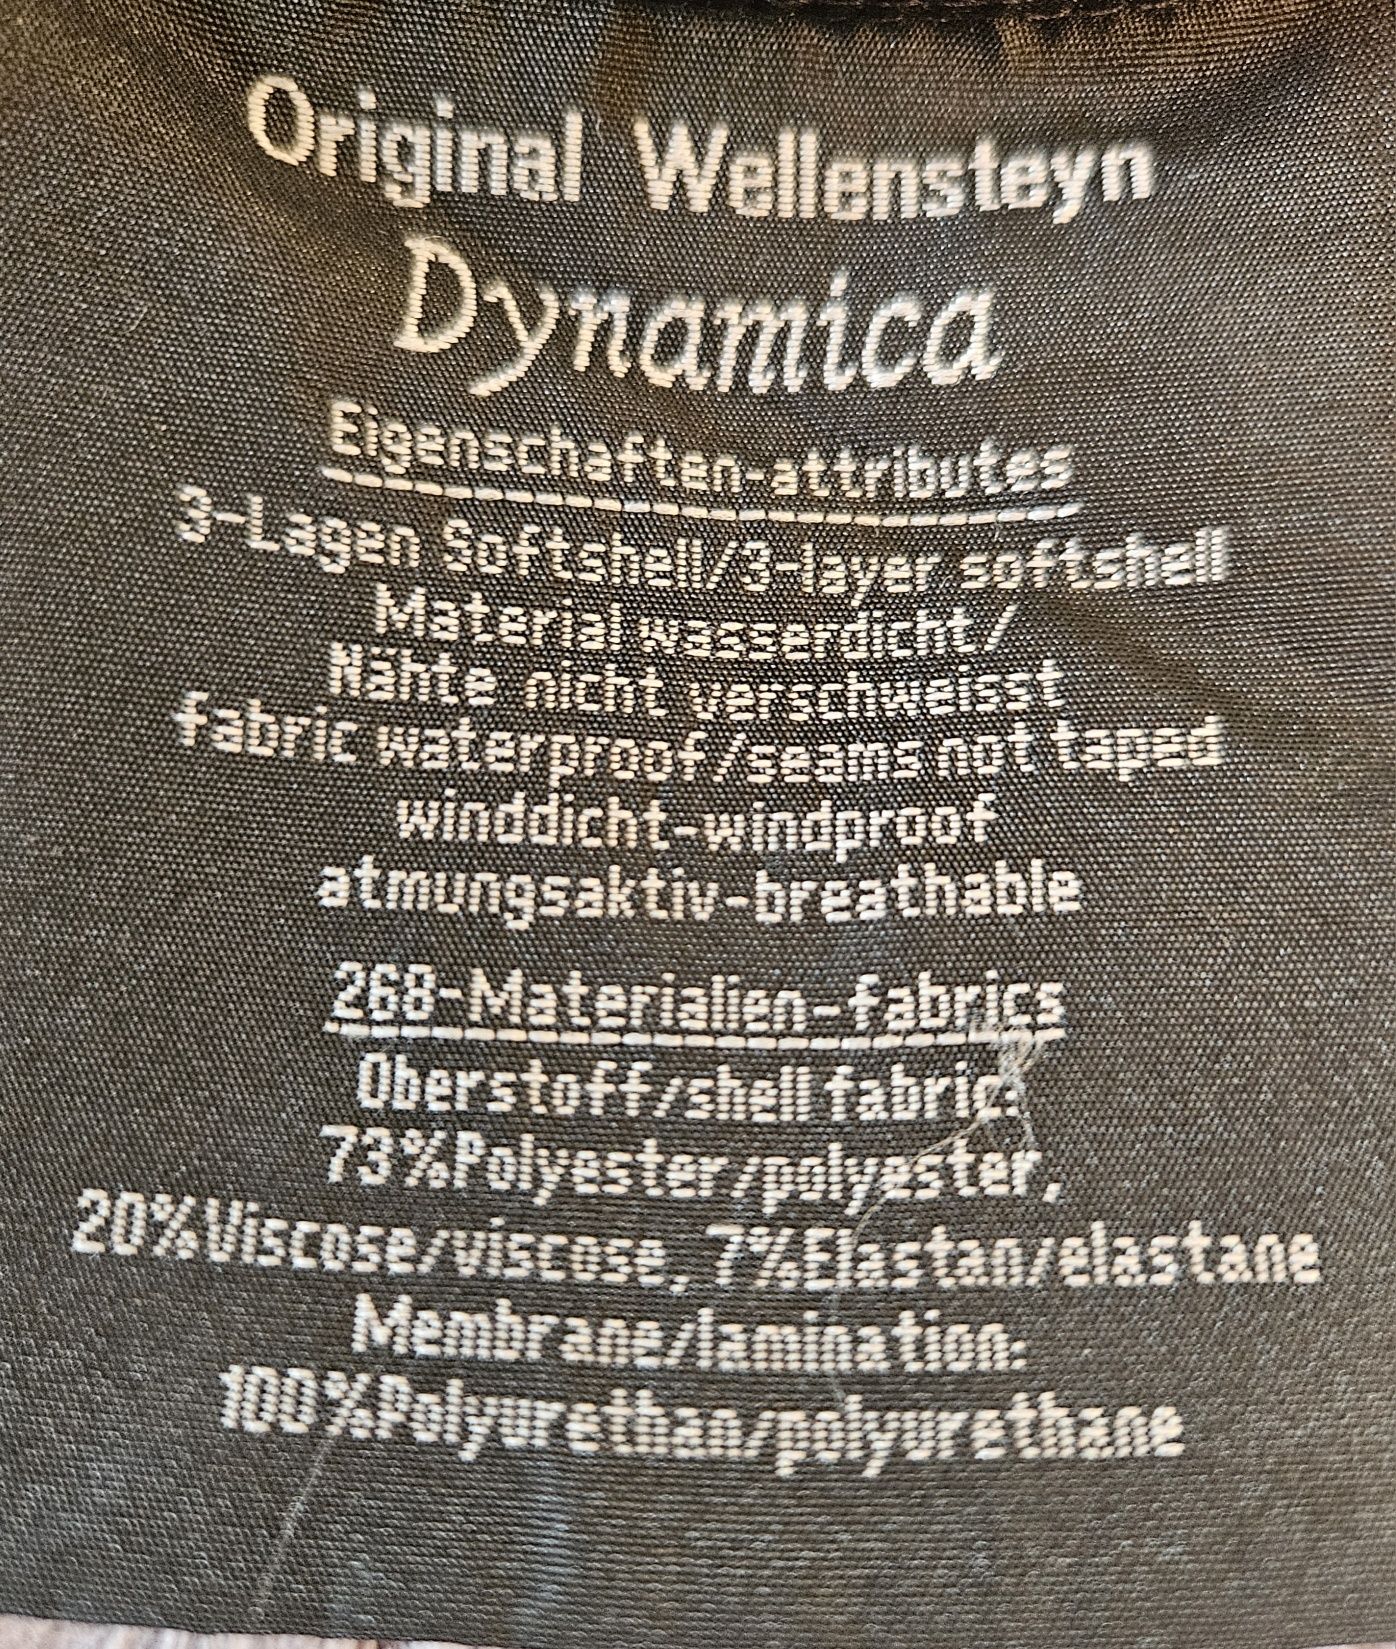 Original Wellensteyn
Dynamica
Eigenschaften-attributes
3-Lagen Softshell/3-layer softshell
Material wasserdicht/
Nähte nicht verschweisst
fabric waterproof/seams not taped
winddicht-windproof
atmungsaktiv-breathable
268-Materialien-fabrics
Oberstoff/shell fabric:
73%Polyester/polyester,
20%Viscose/viscose, 7%Elastan/elastane
Membrane/lamination:
100%Polyurethan/polyurethane